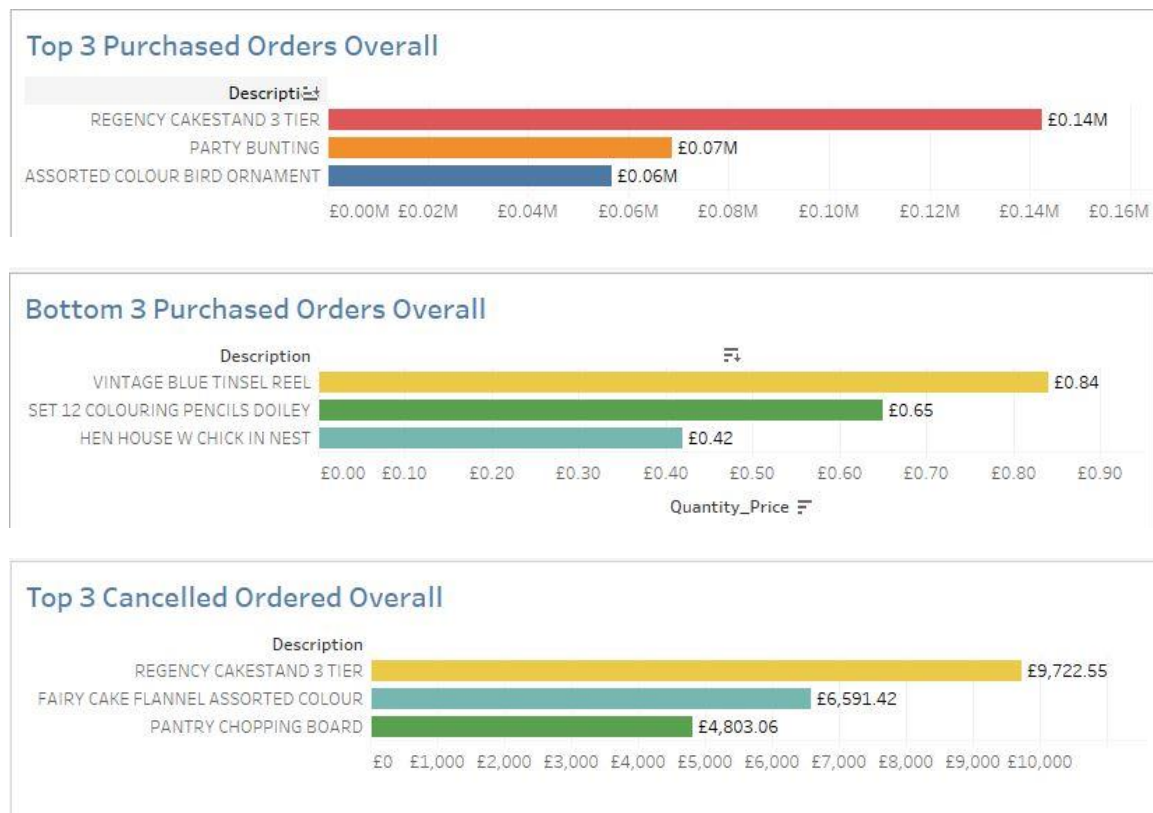 Top 3 Purchased Orders Overall
Descripti
REGENCY CAKESTAND 3 TIER £0.14M
PARTY BUNTING £0.07M
ASSORTED COLOUR BIRD ORNAMENT £0.06M
£0.00M £0.02M £0.04M £0.06M £0.08M £0.10M £0.12M £0.14M £0.16M
Bottom 3 Purchased Orders Overall
Description
VINTAGE BLUE TINSEL REEL £0.84
SET 12 COLOURING PENCILS DOILEY £0.65
HEN HOUSE W CHICK IN NEST £0.42
£0.00 £0.10 £0.20 £0.30 £0.40 £0.50 £0.60 £0.70 £0.80 £0.90
Quantity_Price
Top 3 Cancelled Ordered Overall
Description
REGENCY CAKESTAND 3 TIER £9,722.55
FAIRY CAKE FLANNEL ASSORTED COLOUR £6,591.42
PANTRY CHOPPING BOARD £4,803.06
£0 £1,000 £2,000 £3,000 £4,000 £5,000 £6,000 £7,000 £8,000 £9,000 £10,000